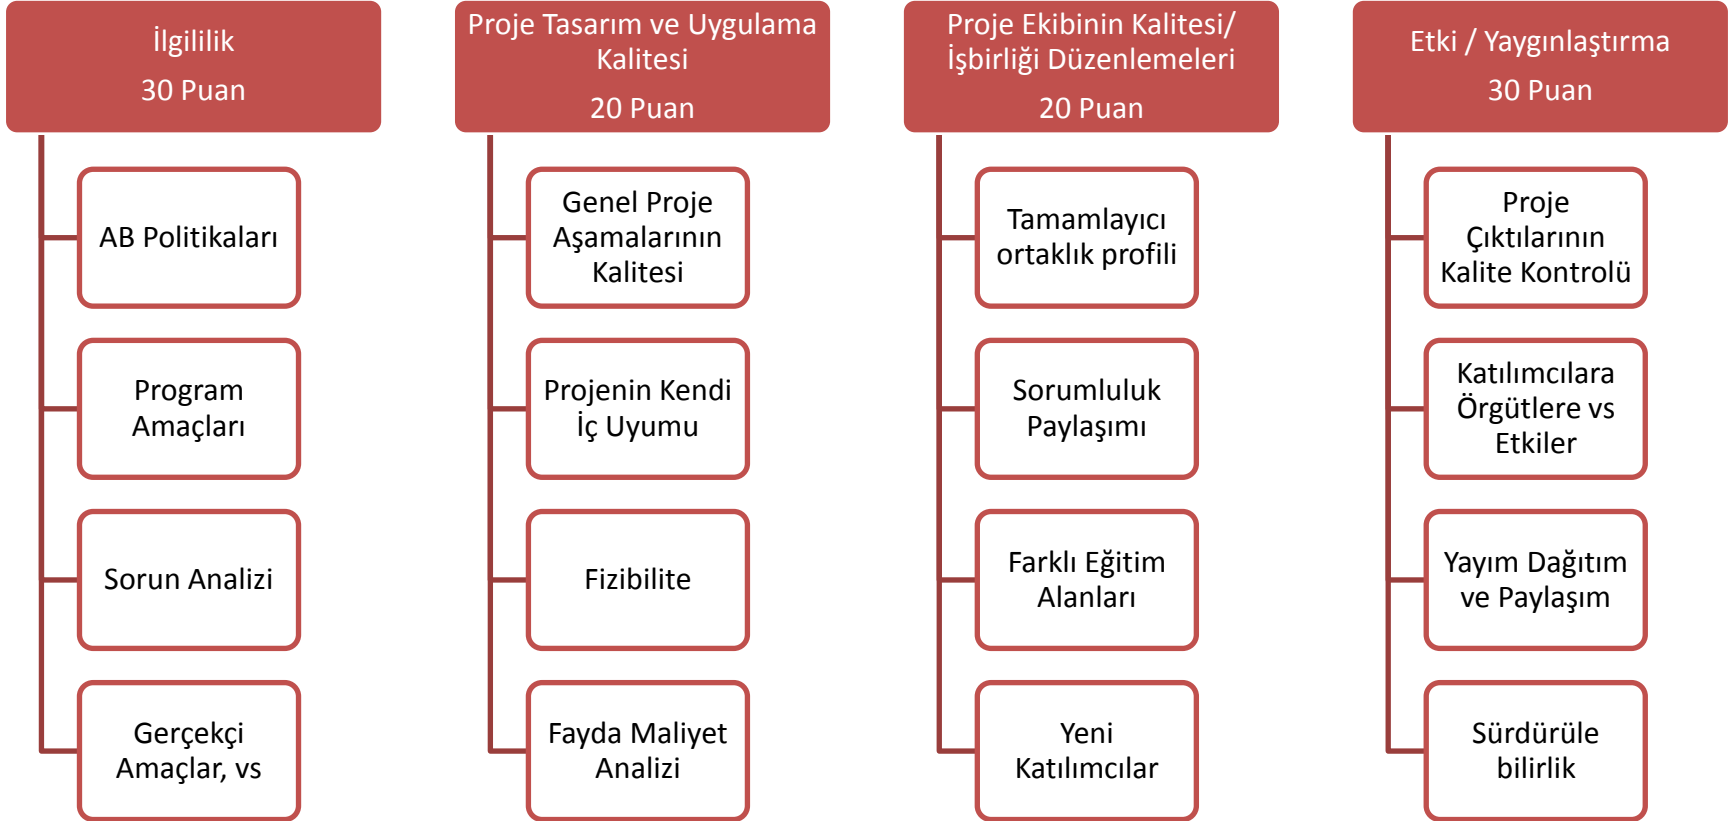 İlgililik
30 Puan
AB Politikaları
Program
Amaçları
Sorun Analizi
Gerçekçi
Amaçlar, vs
Proje Tasarım ve Uygulama
Kalitesi
20 Puan
Genel Proje
Aşamalarının
Kalitesi
Projenin Kendi
İç Uyumu
Fizibilite
Fayda Maliyet
Analizi
Proje Ekibinin Kalitesi/
İşbirliği Düzenlemeleri
20 Puan
Tamamlayıcı
ortaklık profili
Sorumluluk
Paylaşımı
Farklı Eğitim
Alanları
Yeni
Katılımcılar
Etki / Yaygınlaştırma
30 Puan
Proje
Çıktılarının
Kalite Kontrolü
Katılımcılara
Örgütlere vs
Etkiler
Yayım Dağıtım
ve Paylaşım
Sürdürüle
bilirlik